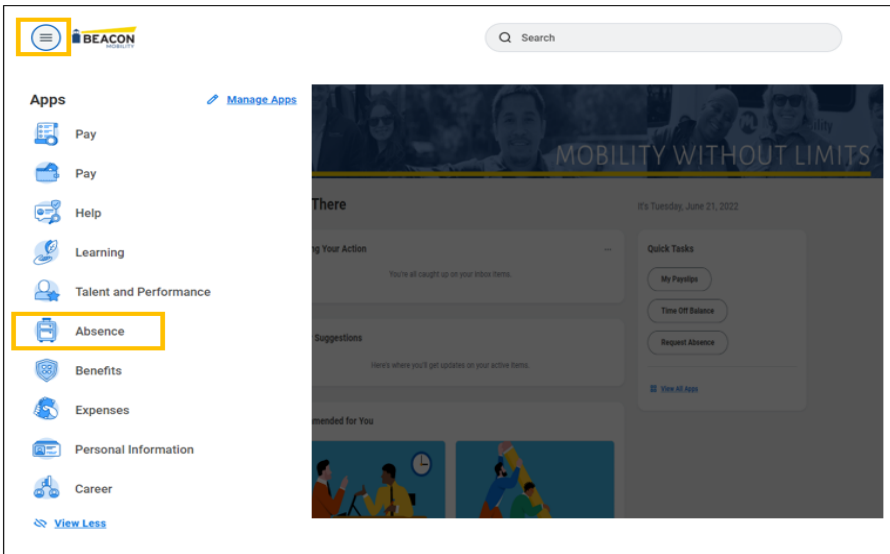 BEACON
MOBILITY
Search
Apps
Manage Apps
Pay
Pay
Help
Learning
Talent and Performance
Absence
Benefits
Expenses
Personal Information
Career
View Less
MOBILITY WITHOUT LIMITS
There
It's Tuesday, June 21, 2022
ng Your Action
You're all caught up on your inbox items.
Suggestions
Here's where you'll get updates on your active items.
mended for You
Quick Tasks
My Payslips
Time Off Balance
Request Absence
View All Apps